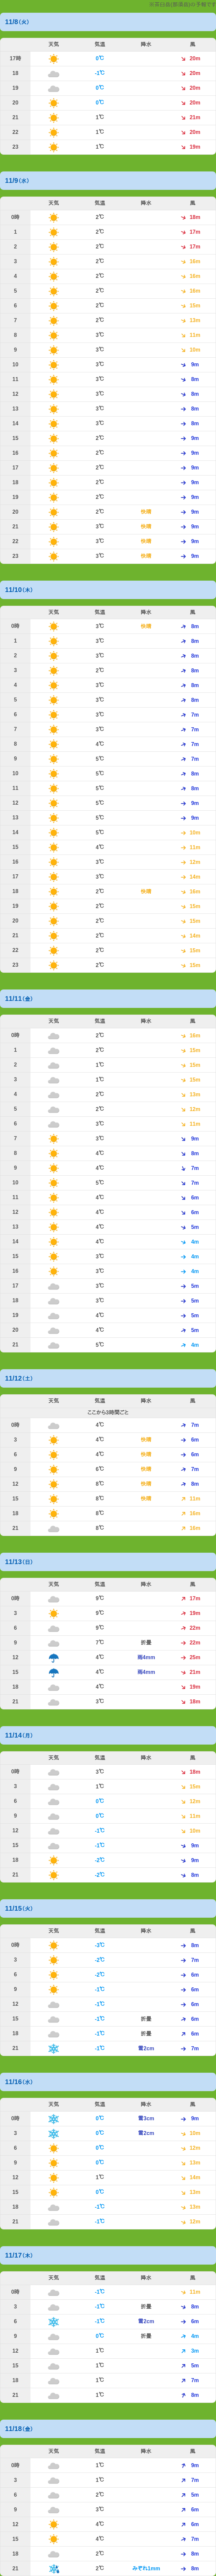 11/8(火)
天気 気温 降水 風
17時 0℃ 20m
18 -1℃ 20m
19 0℃ 20m
20 0℃ 20m
21 1℃ 21m
22 1℃ 20m
23 1℃ 19m
11/9(水)
天気 気温 降水 風
0時 2℃ 18m
1 2℃ 17m
2 2℃ 17m
3 2℃ 16m
4 2℃ 16m
5 2℃ 16m
6 2℃ 15m
7 2℃ 13m
8 3℃ 11m
9 3℃ 10m
10 3℃ 9m
11 3℃ 8m
12 3℃ 8m
13 3℃ 8m
14 3℃ 8m
15 2℃ 9m
16 2℃ 9m
17 2℃ 9m
18 2℃ 9m
19 2℃ 9m
20 2℃ 快晴 9m
21 3℃ 快晴 9m
22 3℃ 快晴 9m
23 3℃ 快晴 9m
11/10(木)
天気 気温 降水 風
0時 3℃ 快晴 8m
1 3℃ 8m
2 3℃ 8m
3 2℃ 8m
4 3℃ 8m
5 3℃ 8m
6 3℃ 7m
7 3℃ 7m
8 4℃ 7m
9 5℃ 7m
10 5℃ 8m
11 5℃ 8m
12 5℃ 9m
13 5℃ 9m
14 5℃ 10m
15 4℃ 11m
16 3℃ 12m
17 3℃ 14m
18 2℃ 快晴 16m
19 2℃ 15m
20 2℃ 15m
21 2℃ 14m
22 2℃ 15m
23 2℃ 15m
11/11(金)
天気 気温 降水 風
0時 2℃ 16m
1 2℃ 15m
2 1℃ 15m
3 1℃ 15m
4 2℃ 13m
5 2℃ 12m
6 3℃ 11m
7 3℃ 9m
8 4℃ 8m
9 4℃ 7m
10 5℃ 7m
11 4℃ 6m
12 4℃ 6m
13 4℃ 5m
14 4℃ 4m
15 3℃ 4m
16 3℃ 4m
17 3℃ 5m
18 3℃ 5m
19 4℃ 5m
20 4℃ 5m
21 5℃ 4m
11/12(土)
天気 気温 降水 風
ここから3時間ごと
0時 4℃ 7m
3 4℃ 快晴 6m
6 4℃ 快晴 6m
9 6℃ 快晴 7m
12 8℃ 快晴 8m
15 8℃ 快晴 11m
18 8℃ 16m
21 8℃ 16m
11/13(日)
天気 気温 降水 風
0時 9℃ 17m
3 9℃ 19m
6 9℃ 22m
9 7℃ 折畳 22m
12 4℃ 雨4mm 25m
15 4℃ 雨4mm 21m
18 4℃ 19m
21 3℃ 18m
11/14(月)
天気 気温 降水 風
0時 3℃ 18m
3 1℃ 15m
6 0℃ 12m
9 0℃ 11m
12 -1℃ 10m
15 -1℃ 9m
18 -2℃ 9m
21 -2℃ 8m
11/15(火)
天気 気温 降水 風
0時 -3℃ 8m
3 -2℃ 7m
6 -2℃ 6m
9 -1℃ 6m
12 -1℃ 6m
15 -1℃ 折畳 6m
18 -1℃ 折畳 6m
21 -1℃ 雪2cm 7m
11/16(水)
天気 気温 降水 風
0時 0℃ 雪3cm 9m
3 0℃ 雪2cm 10m
6 0℃ 12m
9 0℃ 13m
12 1℃ 14m
15 0℃ 13m
18 -1℃ 13m
21 -1℃ 12m
11/17(木)
天気 気温 降水 風
0時 -1℃ 11m
3 -1℃ 折畳 8m
6 -1℃ 雪2cm 6m
9 0℃ 折畳 4m
12 1℃ 3m
15 1℃ 5m
18 1℃ 7m
21 1℃ 8m
11/18(金)
天気 気温 降水 風
0時 1℃ 9m
3 1℃ 7m
6 2℃ 5m
9 3℃ 6m
12 4℃ 6m
15 4℃ 7m
18 2℃ 8m
21 2℃ みぞれ1mm 8m